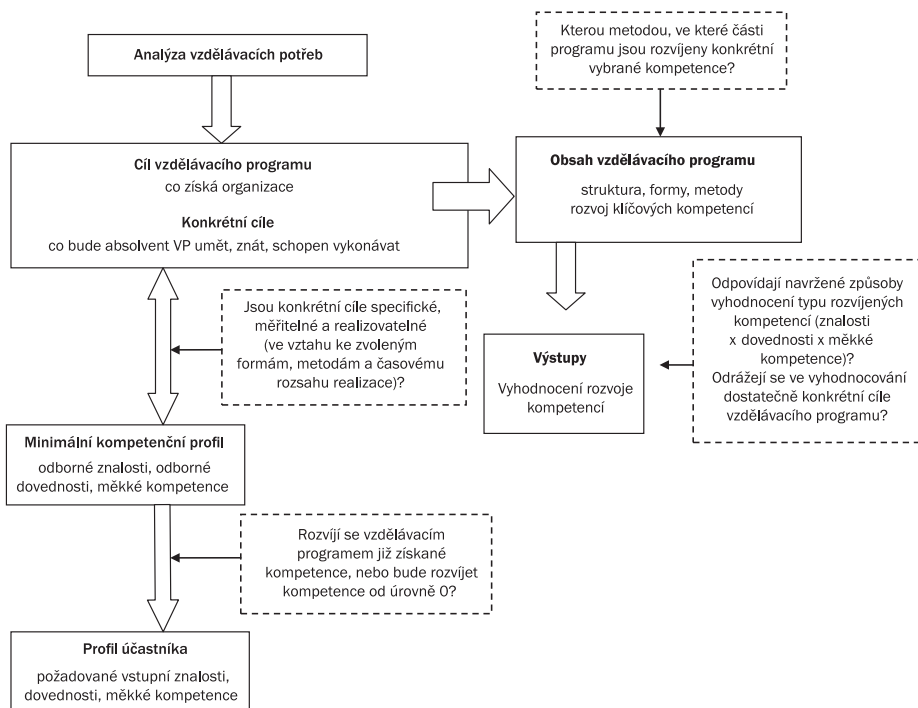 Analýza vzdělávacích potřeb
Kterou metodou, ve které části
programu jsou rozvíjeny konkrétní
vybrané kompetence?
Cíl vzdělávacího programu
co získá organizace
Konkrétní cíle
co bude absolvent VP umět, znát, schopen vykonávat
Obsah vzdělávacího programu
struktura, formy, metody
rozvoj klíčových kompetencí
Jsou konkrétní cíle specifické,
měřitelné a realizovatelné
(ve vztahu ke zvoleným
formám, metodám a časovému
rozsahu realizace)?
Výstupy
Vyhodnocení rozvoje
kompetencí
Odpovídají navržené způsoby
vyhodnocení typu rozvíjených
kompetencí (znalosti
x dovednosti x měkké
kompetence)?
Odrážejí se ve vyhodnocování
dostatečně konkrétní cíle
vzdělávacího programu?
Minimální kompetenční profil
odborné znalosti, odborné
dovednosti, měkké kompetence
Rozvíjí se vzdělávacím
programem již získané
kompetence, nebo bude rozvíjet
kompetence od úrovně 0?
Profil účastníka
požadované vstupní znalosti,
dovednosti, měkké kompetence